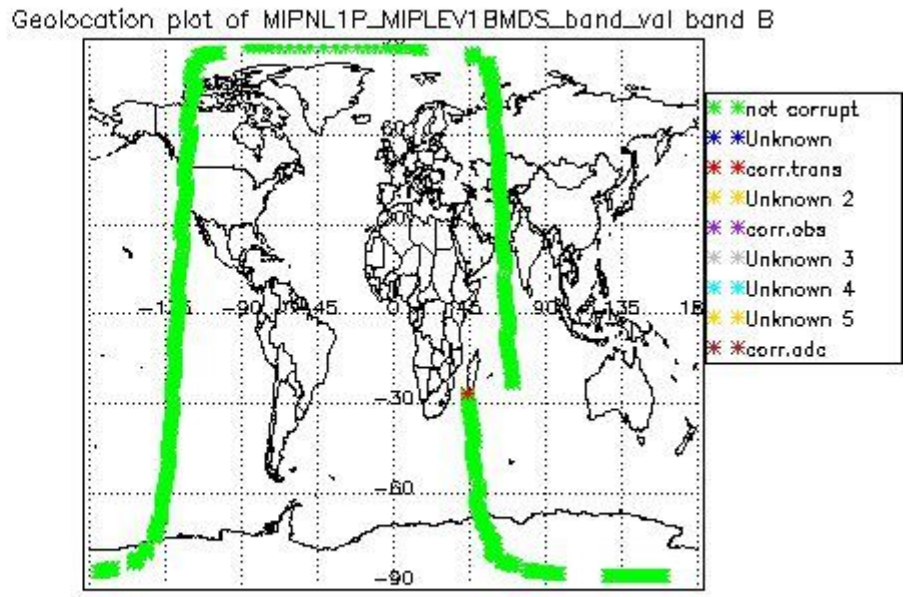 Geolocation plot of MIPNL1P_MIPLEV1BMDS_band_val band B
not corrupt
Unknown
corr.trans
Unknown 2
corr.obs
Unknown 3
Unknown 4
Unknown 5
corr.adc
60
-90
-45
0
45
90
135
-30
-60
-90